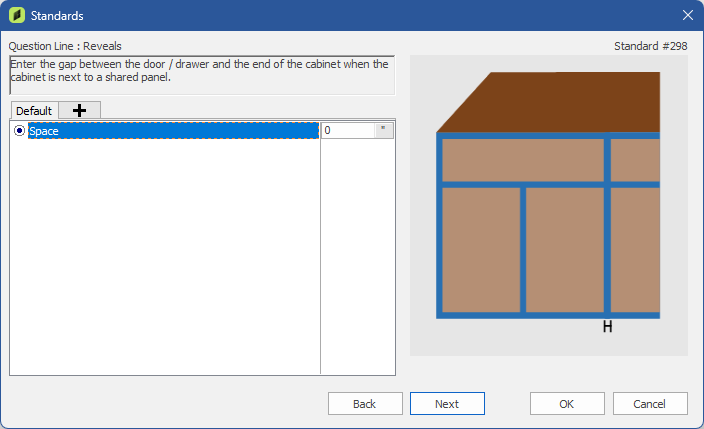 Standards
Question Line : Reveals
Standard #298
Enter the gap between the door / drawer and the end of the cabinet when the
cabinet is next to a shared panel.
Default
Space
0
"
H
Back
Next
OK
Cancel